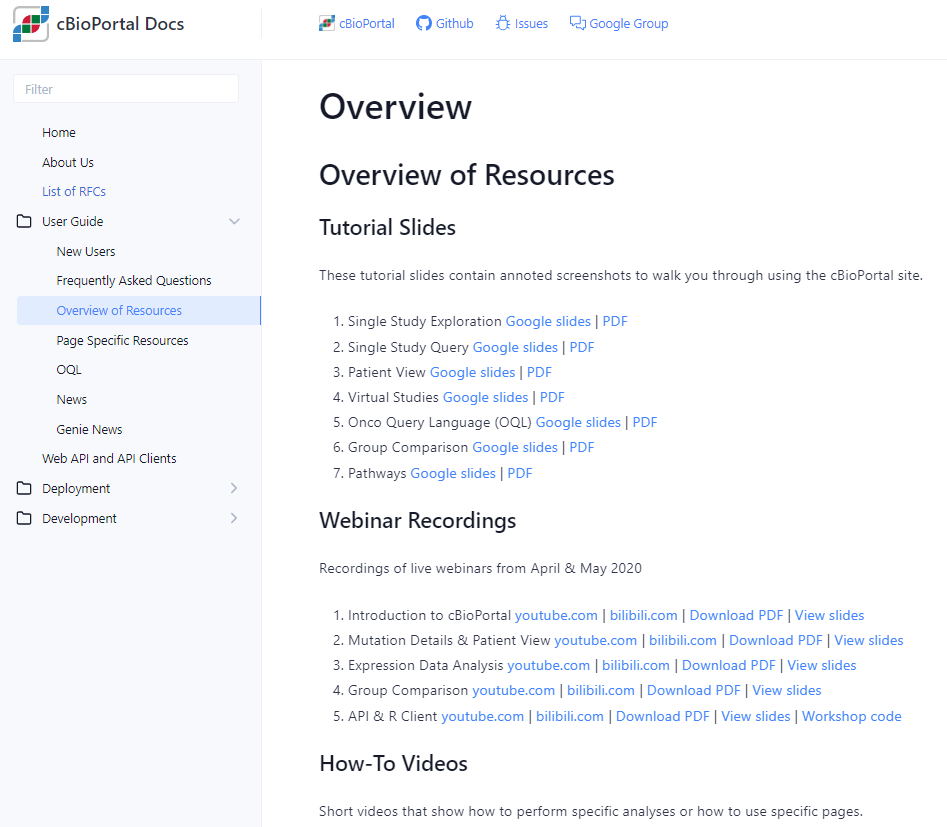 cBioPortal Docs
cBioPortal Github Issues Google Group
Filter
Home
About Us
List of RFCs
User Guide
New Users
Frequently Asked Questions
Overview of Resources
Page Specific Resources
OQL
News
Genie News
Web API and API Clients
Deployment
Development
Overview
Overview of Resources
Tutorial Slides
These tutorial slides contain annoted screenshots to walk you through using the cBioPortal site.
1. Single Study Exploration Google slides | PDF
2. Single Study Query Google slides | PDF
3. Patient View Google slides | PDF
4. Virtual Studies Google slides | PDF
5. Onco Query Language (OQL) Google slides | PDF
6. Group Comparison Google slides | PDF
7. Pathways Google slides | PDF
Webinar Recordings
Recordings of live webinars from April & May 2020
1. Introduction to cBioPortal youtube.com | bilibili.com | Download PDF | View slides
2. Mutation Details & Patient View youtube.com | bilibili.com | Download PDF | View slides
3. Expression Data Analysis youtube.com | bilibili.com | Download PDF | View slides
4. Group Comparison youtube.com | bilibili.com | Download PDF | View slides
5. API & R Client youtube.com | bilibili.com | Download PDF | View slides | Workshop code
How-To Videos
Short videos that show how to perform specific analyses or how to use specific pages.